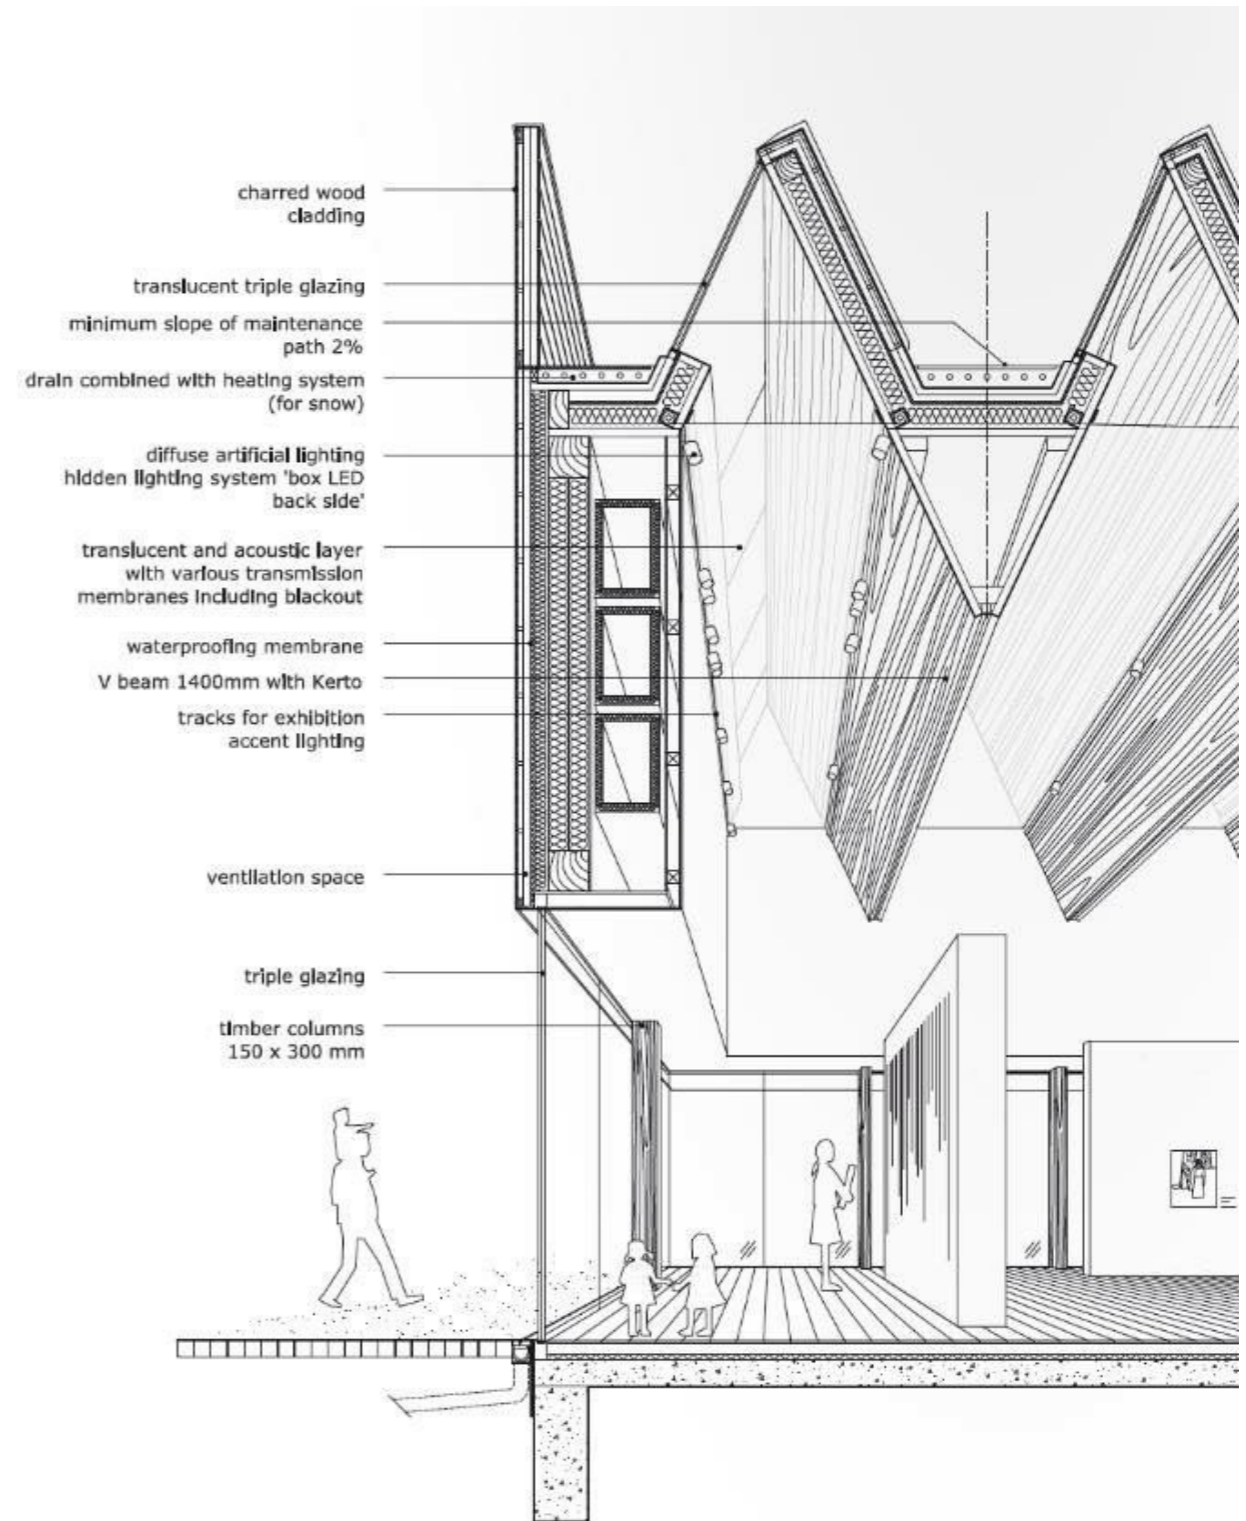 charred wood
cladding
translucent triple glazing
minimum slope of maintenance
path 2%
drain combined with heating system
(for snow)
diffuse artificial lighting
hidden lighting system 'box LED
back side'
translucent and acoustic layer
with various transmission
membranes including blackout
waterproofing membrane
V beam 1400mm with Kerto
tracks for exhibition
accent lighting
ventilation space
triple glazing
timber columns
150 x 300 mm